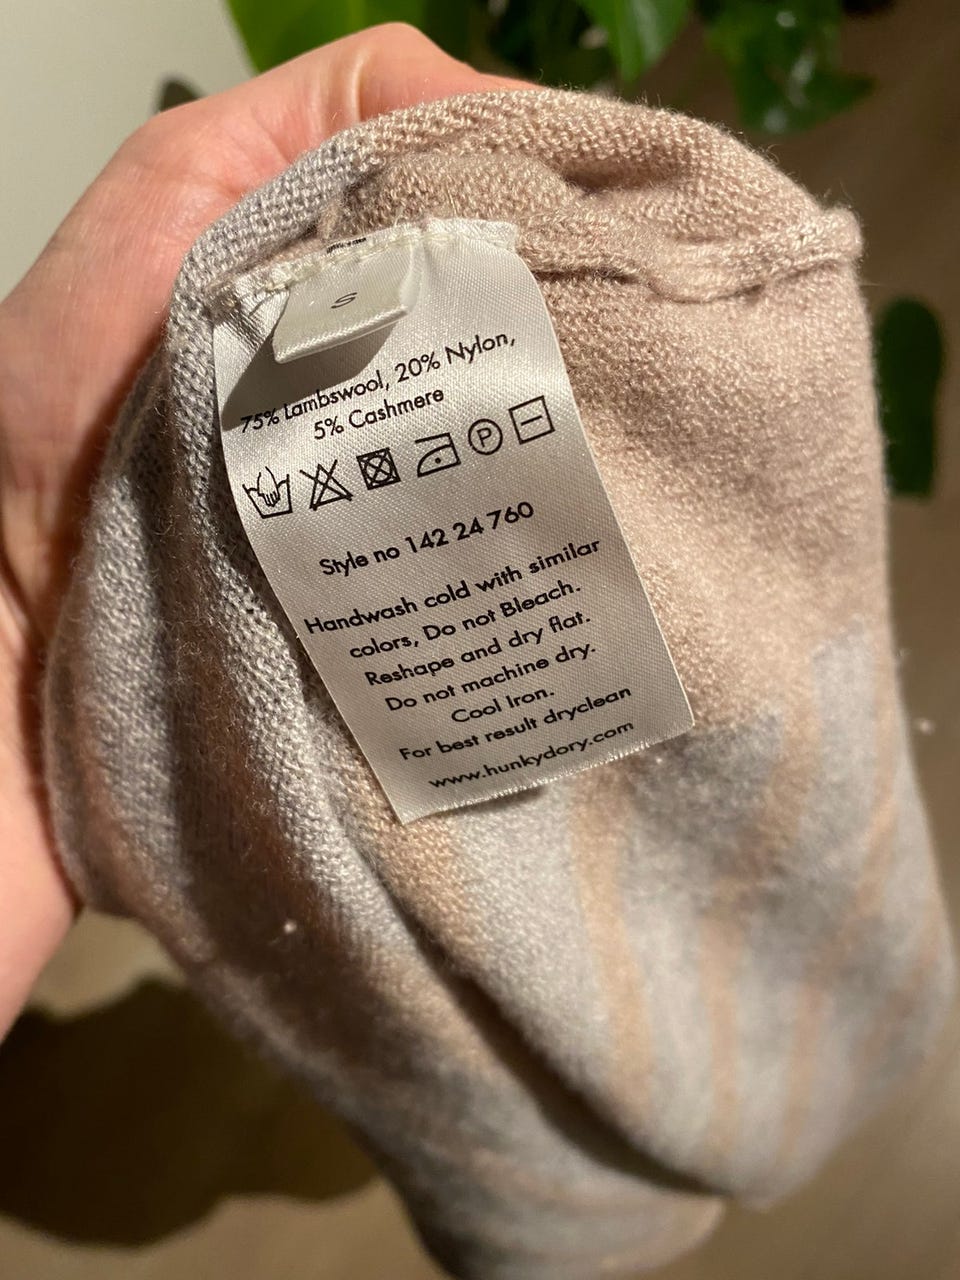 S
75% Lambswool, 20% Nylon,
5% Cashmere
P
Style no 142 24 760
Handwash cold with similar
colors, Do not Bleach.
Reshape and dry flat.
Do not machine dry.
Cool Iron.
For best result dryclean
www.hunkydory.com